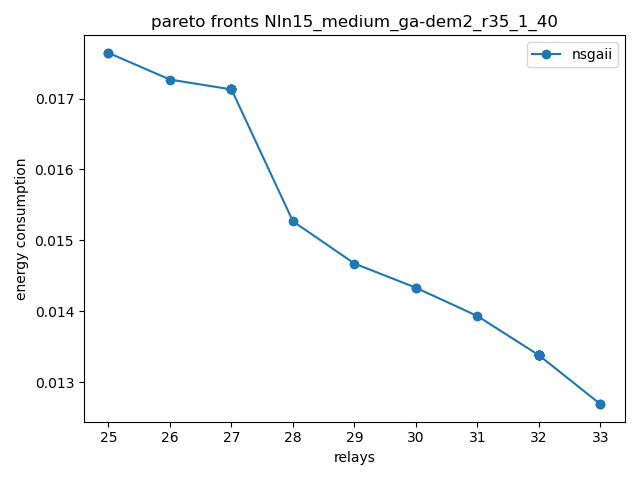 pareto fronts NIn15_medium_ga-dem2_r35_1_40
nsgaii
0.017
0.016
0.015
0.014
0.013
energy consumption
25 26 27 28 29 30 31 32 33
relays